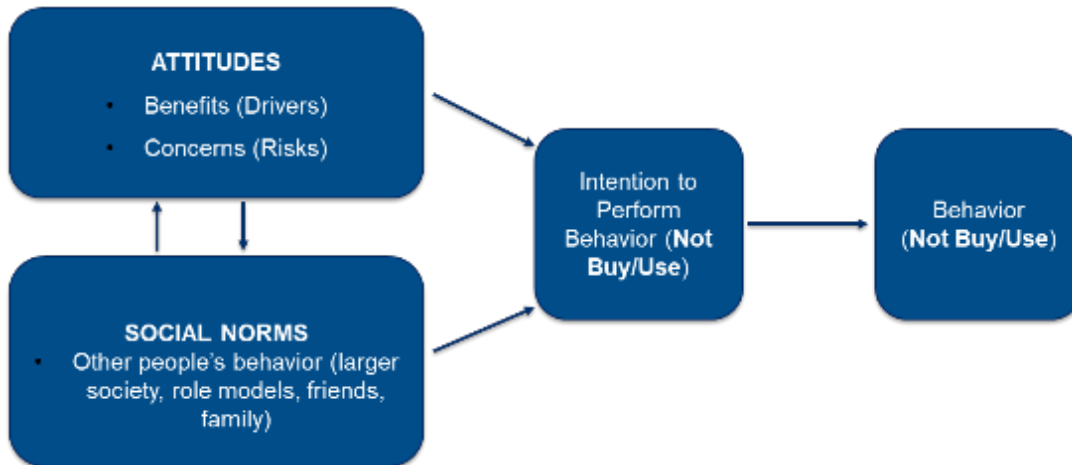 ATTITUDES
• Benefits (Drivers)
• Concerns (Risks)
SOCIAL NORMS
• Other people's behavior (larger
society, role models, friends,
family)
Intention to
Perform
Behavior (Not
Buy/Use)
Behavior
(Not Buy/Use)